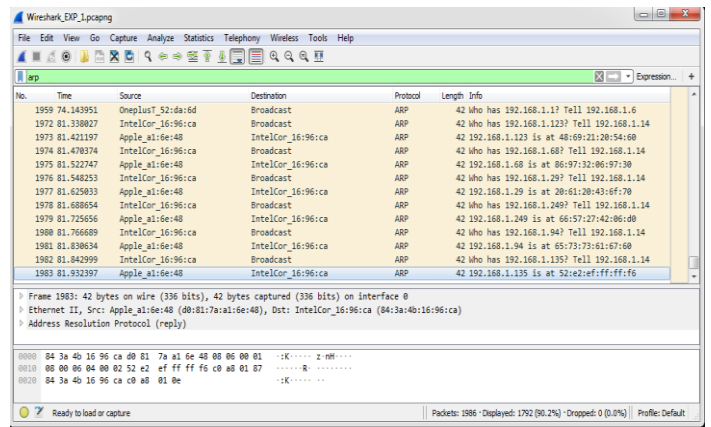 Wireshark_EXP_1.pcapng
File Edit View Go Capture Analyze Statistics Telephony Wireless Tools Help
arp Expression... +
No. Time Source Destination Protocol Length Info
1959 74.143951 OneplusT_52:da:6d Broadcast ARP 42 Who has 192.168.1.1? Tell 192.168.1.6
1972 81.338027 IntelCor_16:96:ca Broadcast ARP 42 Who has 192.168.1.123? Tell 192.168.1.14
1973 81.421197 Apple_a1:6e:48 IntelCor_16:96:ca ARP 42 192.168.1.123 is at 48:69:21:20:54:60
1974 81.470374 IntelCor_16:96:ca Broadcast ARP 42 Who has 192.168.1.68? Tell 192.168.1.14
1975 81.522747 Apple_a1:6e:48 IntelCor_16:96:ca ARP 42 192.168.1.68 is at 86:97:32:06:97:30
1976 81.548253 IntelCor_16:96:ca Broadcast ARP 42 Who has 192.168.1.29? Tell 192.168.1.14
1977 81.625033 Apple_a1:6e:48 IntelCor_16:96:ca ARP 42 192.168.1.29 is at 20:61:20:43:6f:70
1978 81.688654 IntelCor_16:96:ca Broadcast ARP 42 Who has 192.168.1.249? Tell 192.168.1.14
1979 81.725656 Apple_a1:6e:48 IntelCor_16:96:ca ARP 42 192.168.1.249 is at 66:57:27:42:06:d0
1980 81.766689 IntelCor_16:96:ca Broadcast ARP 42 Who has 192.168.1.94? Tell 192.168.1.14
1981 81.830634 Apple_a1:6e:48 IntelCor_16:96:ca ARP 42 192.168.1.94 is at 65:73:73:61:67:60
1982 81.842999 IntelCor_16:96:ca Broadcast ARP 42 Who has 192.168.1.135? Tell 192.168.1.14
1983 81.932397 Apple_a1:6e:48 IntelCor_16:96:ca ARP 42 192.168.1.135 is at 52:e2:ef:ff:ff:f6
Frame 1983: 42 bytes on wire (336 bits), 42 bytes captured (336 bits) on interface 0
Ethernet II, Src: Apple_a1:6e:48 (d0:81:7a:a1:6e:48), Dst: IntelCor_16:96:ca (84:3a:4b:16:96:ca)
Address Resolution Protocol (reply)
0000 84 3a 4b 16 96 ca d0 81 7a a1 6e 48 08 06 00 01 ·:K····· z·nH····
0010 08 00 06 04 00 02 52 e2 ef ff ff f6 c0 a8 01 87 ······R· ········
0020 84 3a 4b 16 96 ca c0 a8 01 0e ·:K····· ··
Ready to load or capture Packets: 1986 · Displayed: 1792 (90.2%) · Dropped: 0 (0.0%) Profile: Default